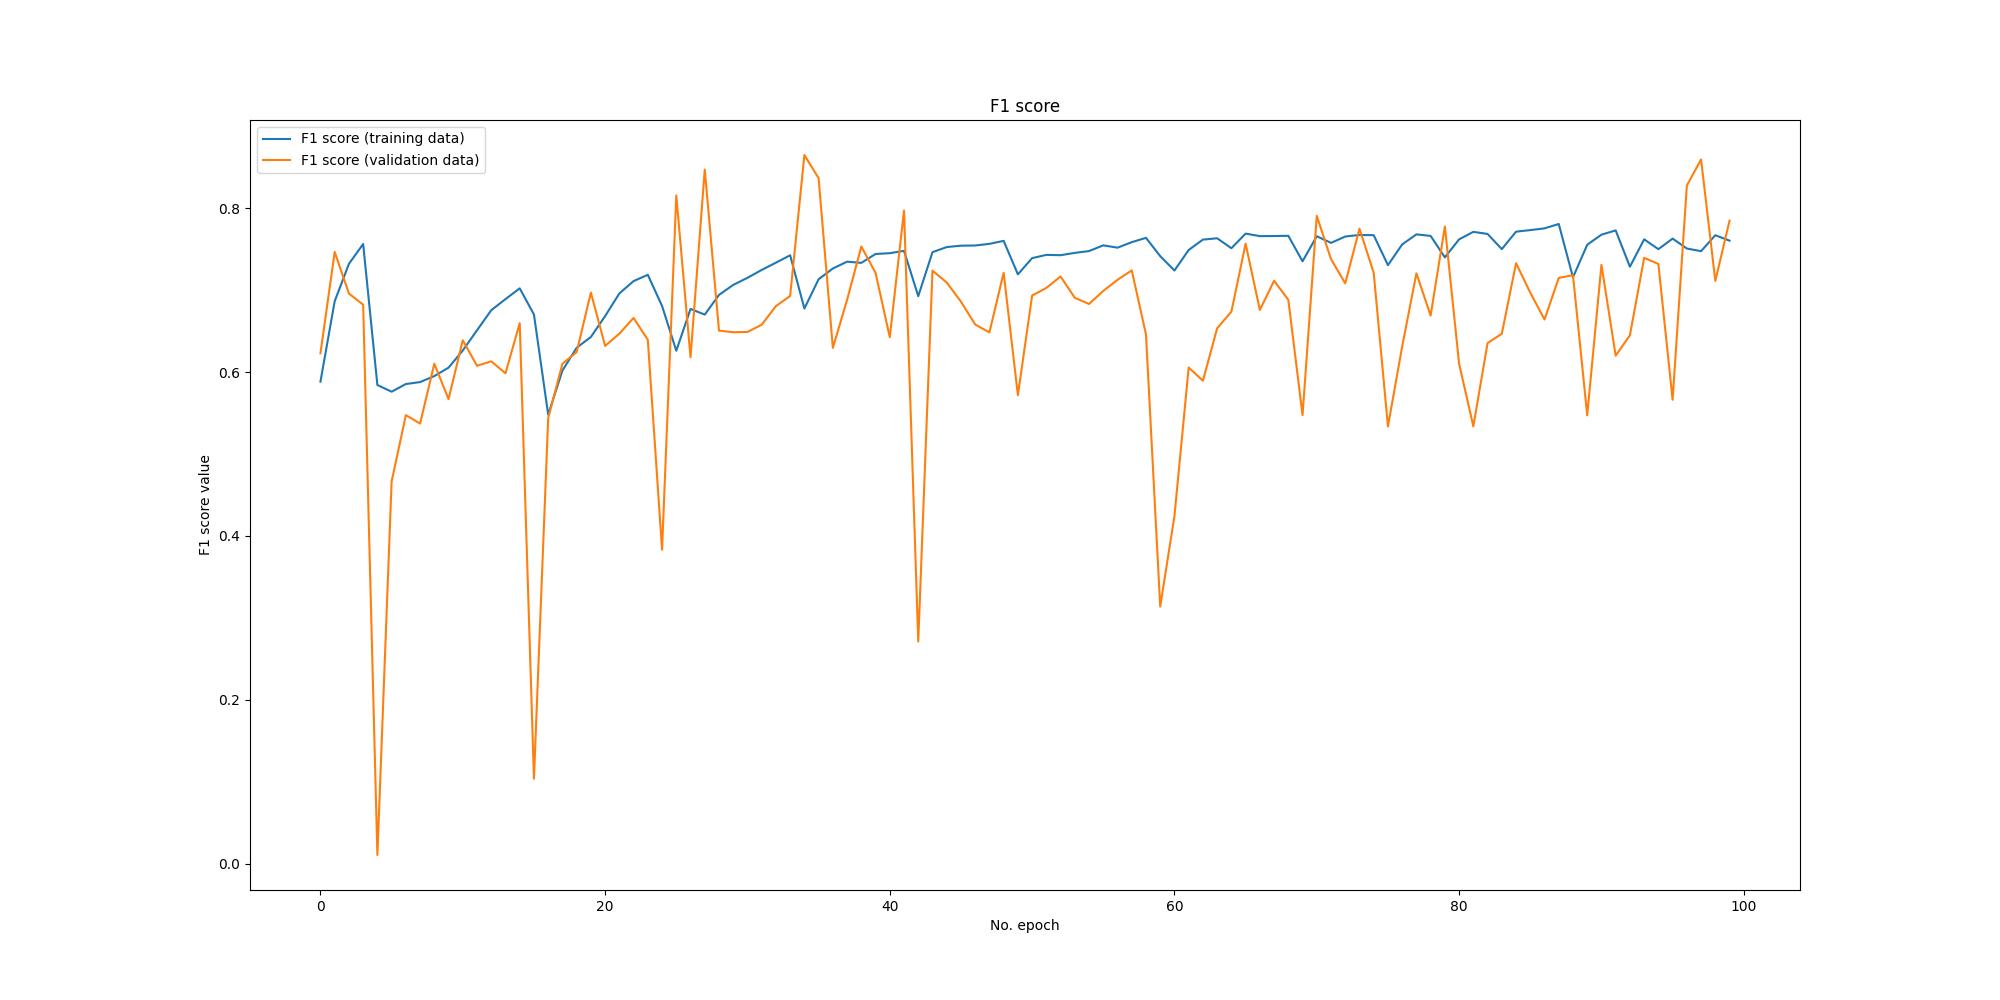 F1 score
F1 score (training data)
F1 score (validation data)
0.8
0.6
0.4
0.2
0.0
F1 score value
0 20 40 60 80 100
No. epoch